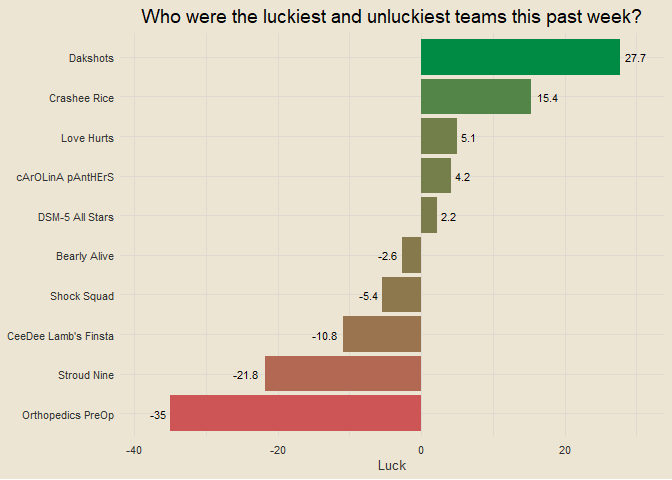 Who were the luckiest and unluckiest teams this past week?
Dakshots 27.7
Crashee Rice 15.4
Love Hurts 5.1
cArOLinA pAntHErS 4.2
DSM-5 All Stars 2.2
Bearly Alive -2.6
Shock Squad -5.4
CeeDee Lamb's Finsta -10.8
Stroud Nine -21.8
Orthopedics PreOp -35
-40 -20 0 20
Luck